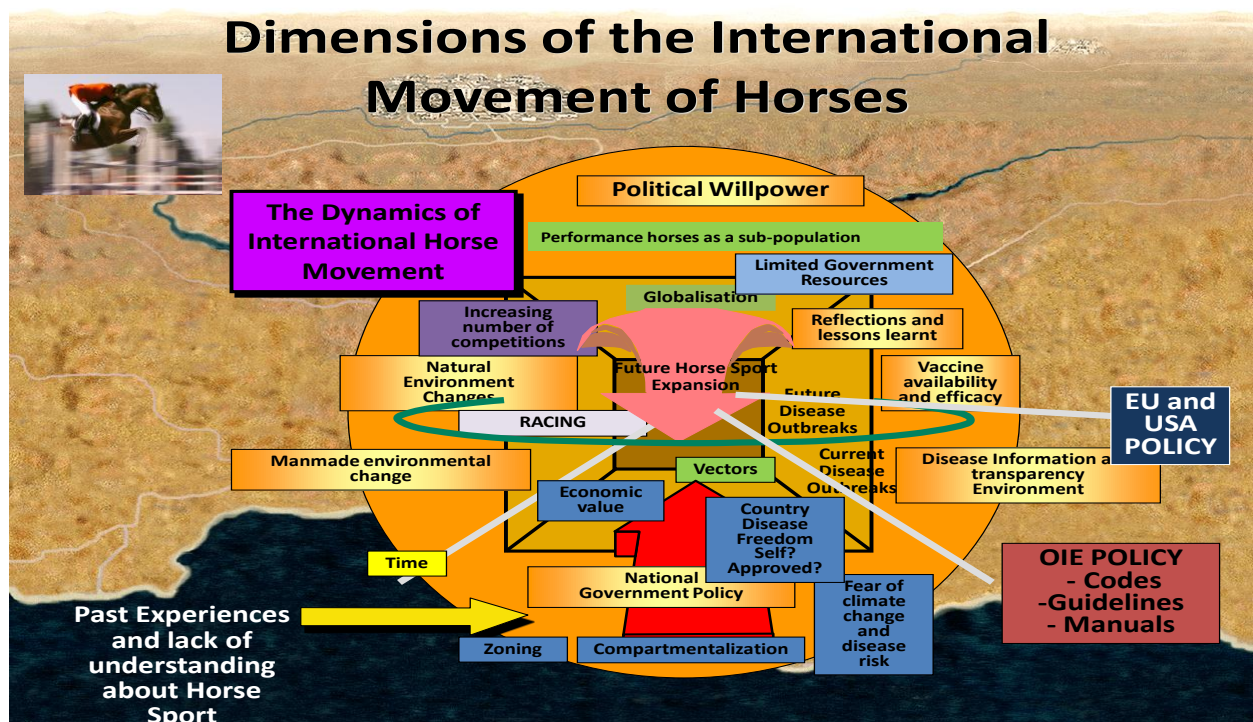 Dimensions of the International
Movement of Horses
Political Willpower
The Dynamics of
International Horse
Movement
Performance horses as a sub-population
Limited Government
Resources
Globalisation
Increasing
number of
competitions
Reflections and
lessons learnt
Future Horse Sport
Expansion
Natural
Environment
Changes
Vaccine
availability
and efficacy
Future
Disease
Outbreaks
EU and
USA
POLICY
RACING
Manmade environmental
change
Vectors
Current
Disease
Outbreaks
Disease Information a
transparency
Environment
Economic
value
Country
Disease
Freedom
Self?
Approved?
Time
National
Government Policy
OIE POLICY
- Codes
-Guidelines
- Manuals
Fear of
climate
change
and
disease
risk
Past Experiences
and lack of
understanding
about Horse
Sport
Zoning
Compartmentalization